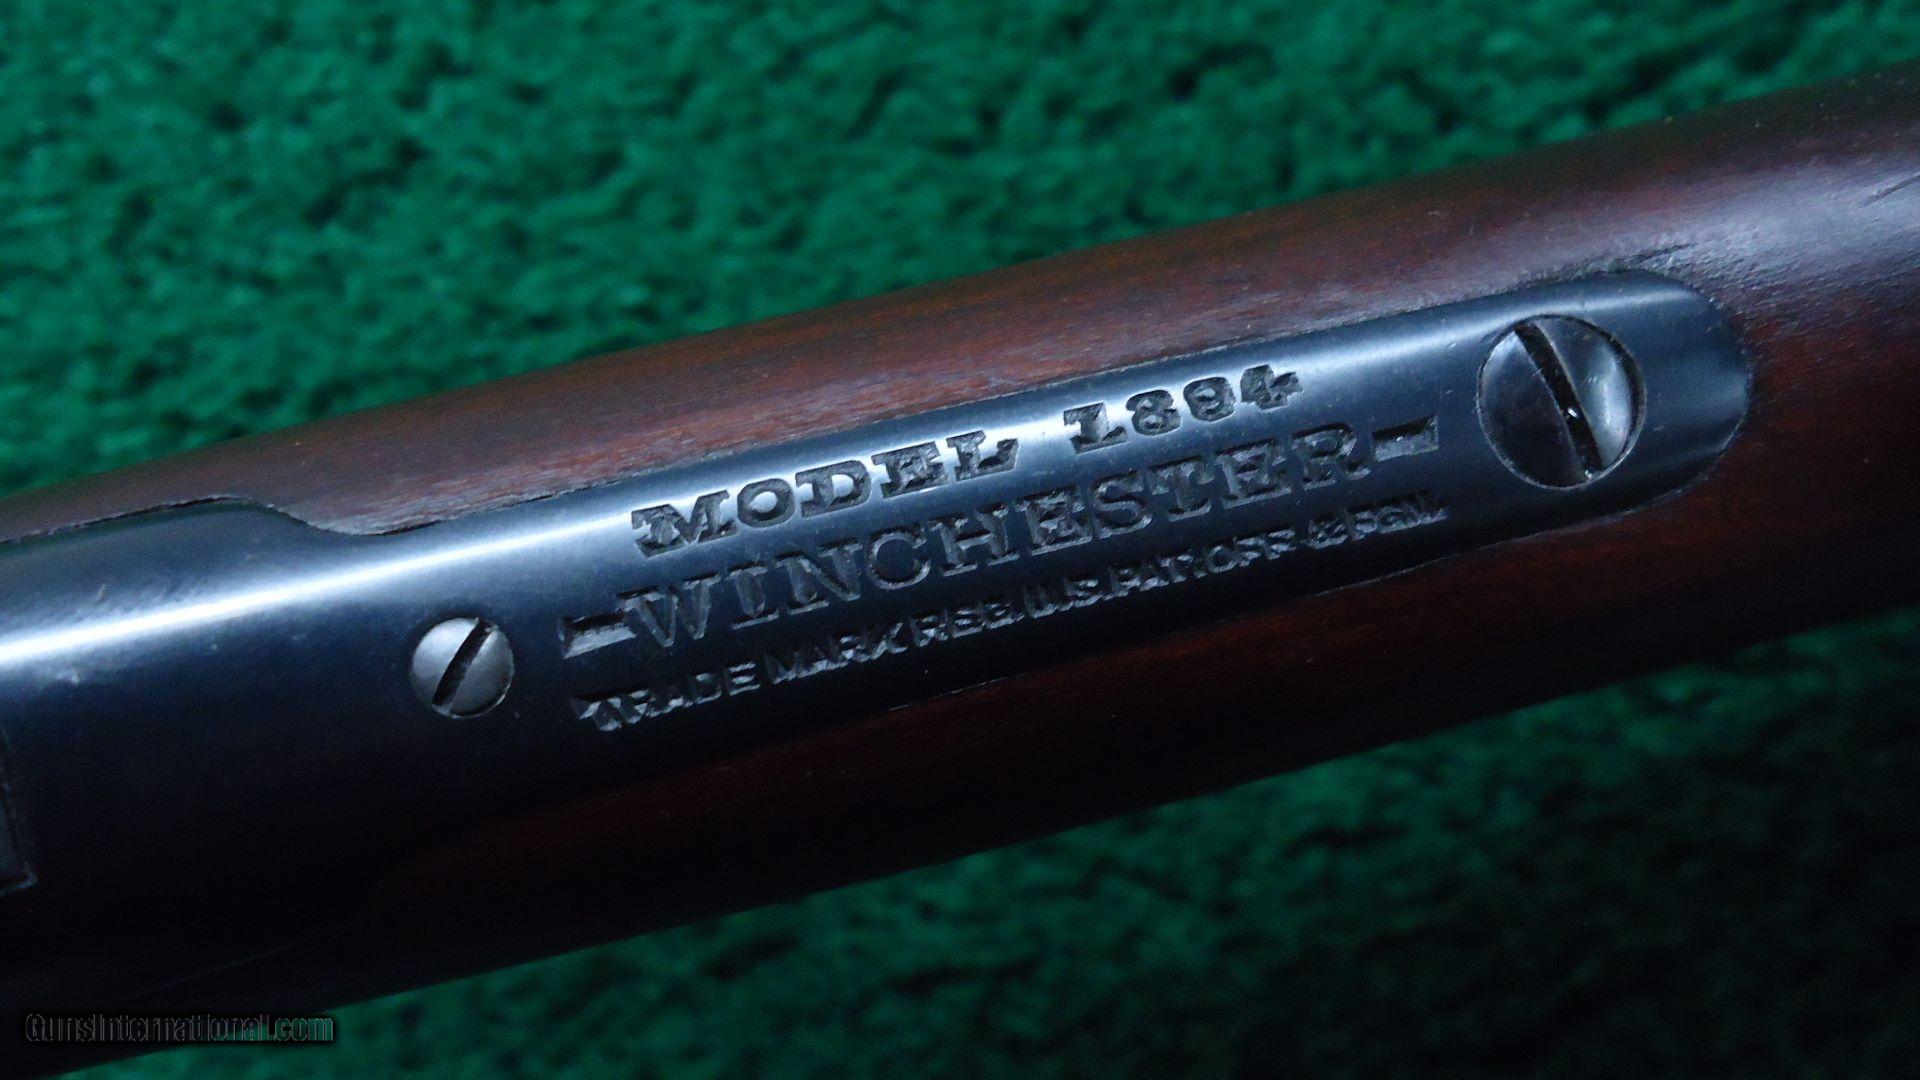 MODEL 1894
-WINCHESTER-
TRADE MARK REG. U.S. PAT. OFF. & FGN.
GunsInternational.com